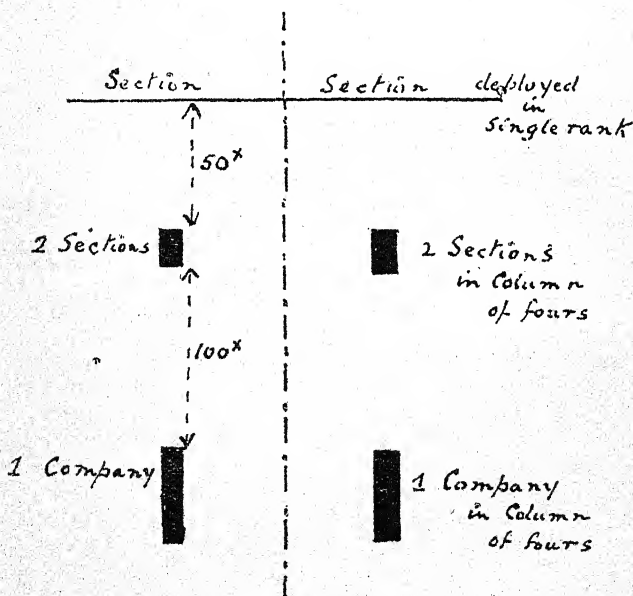 Section Section deployed
in
Single rank
50x
2 Sections 2 Sections
in Column
of fours
100x
1 Company 1 Company
in Column
of fours